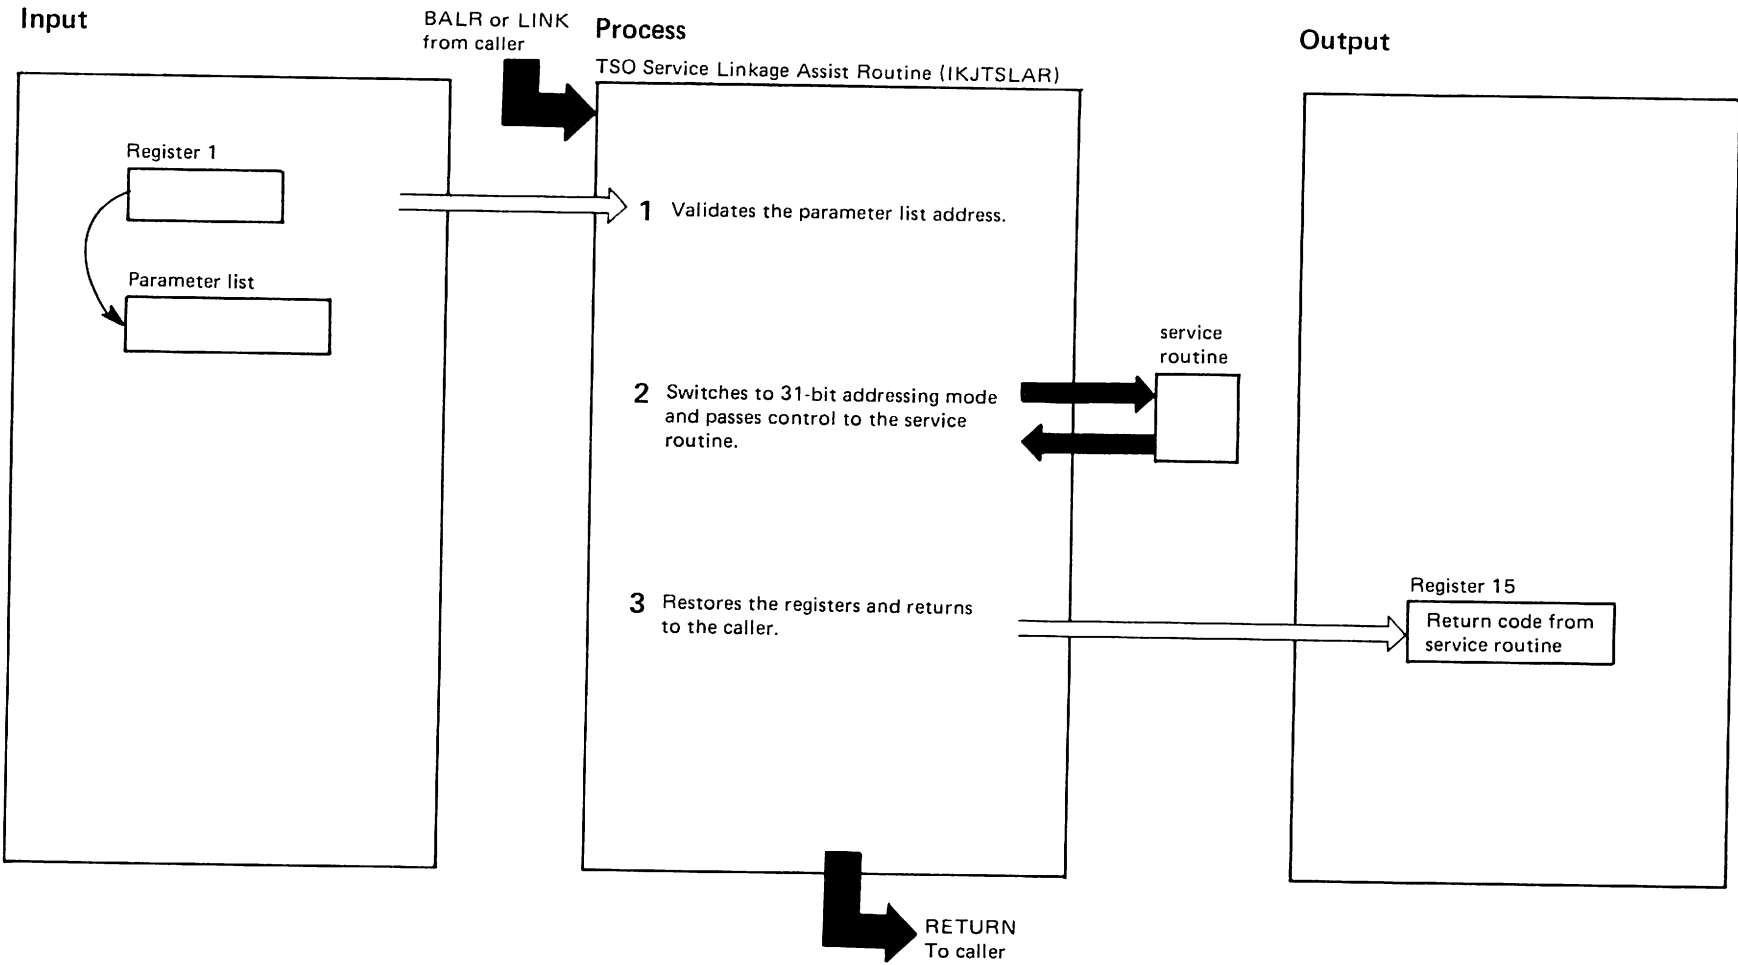 Input
BALR or LINK
from caller
Process
TSO Service Linkage Assist Routine (IKJTSLAR)
Output
Register 1
Parameter list
1 Validates the parameter list address.
service
routine
2 Switches to 31-bit addressing mode
and passes control to the service
routine.
3 Restores the registers and returns
to the caller.
Register 15
Return code from
service routine
RETURN
To caller